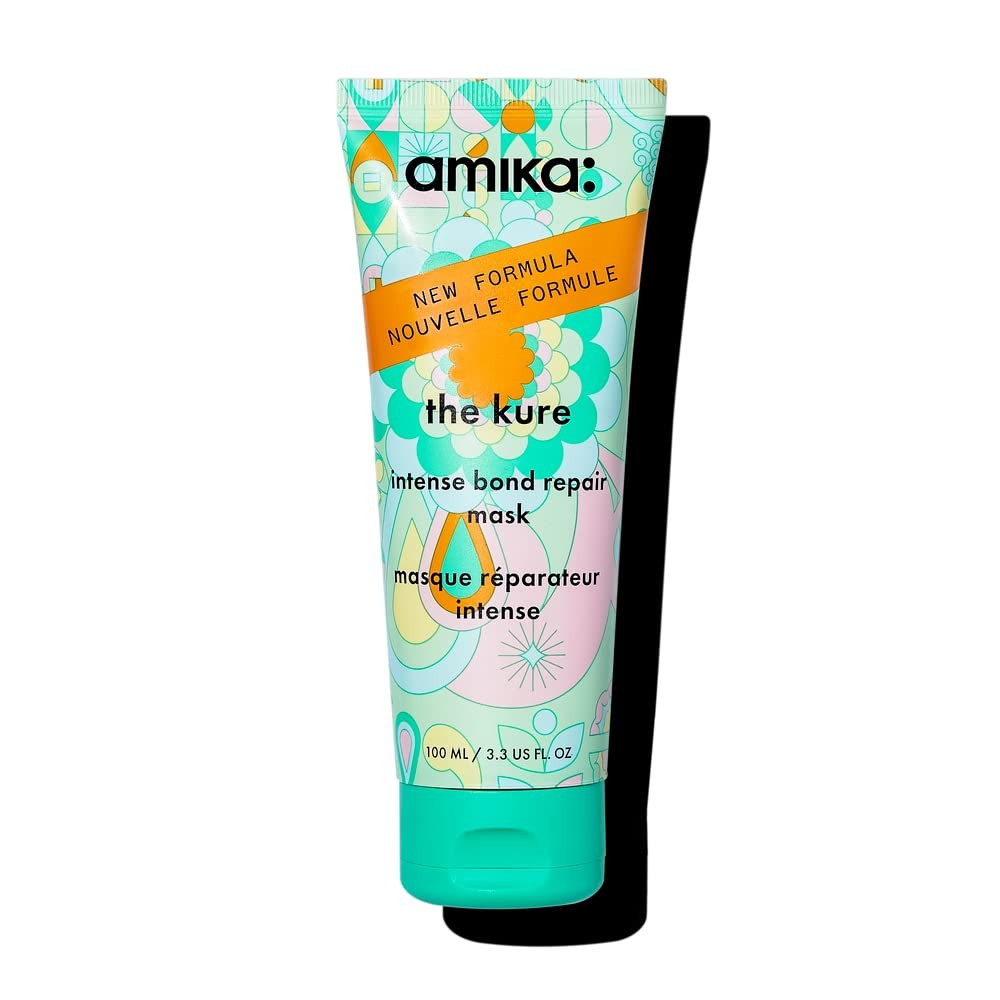 amika:
NEW FORMULA
NOUVELLE FORMULE
the kure
intense bond repair
mask
masque réparateur
intense
100 ML / 3.3 US FL. OZ